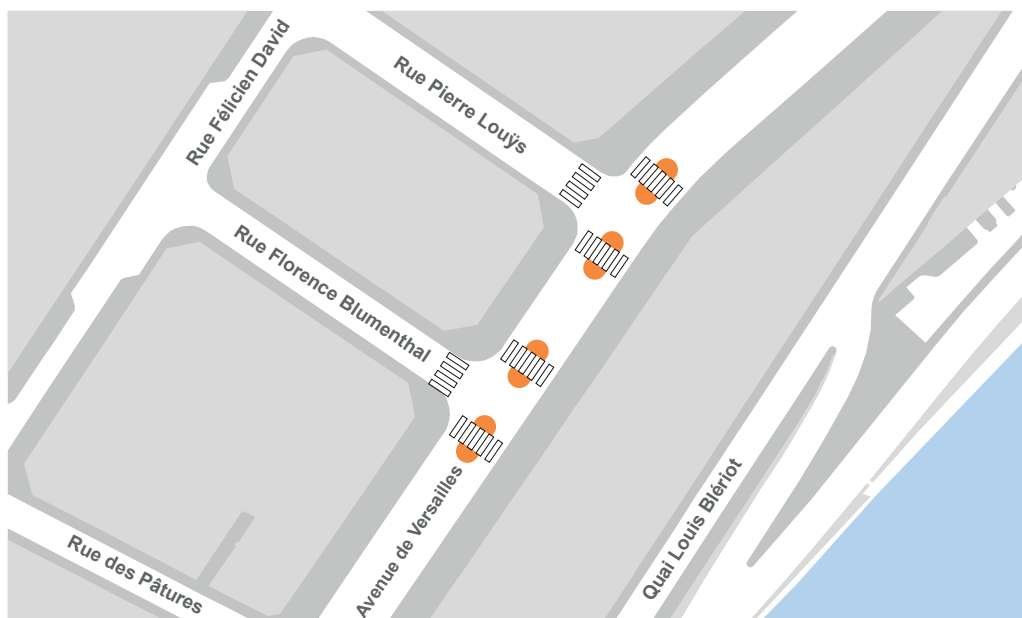 Rue Félicien David
Rue Pierre Louÿs
Rue Florence Blumenthal
Avenue de Versailles
Quai Louis Blériot
Rue des Pâtures